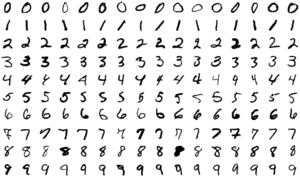 0 0 0 0 0 0 0 0 0 0 0 0 0 0 0 0
1 1 1 1 1 1 1 1 1 1 1 1 1 1 1 1
2 2 2 2 2 2 2 2 2 2 2 2 2 2 2 2
3 3 3 3 3 3 3 3 3 3 3 3 3 3 3 3
4 4 4 4 4 4 4 4 4 4 4 4 4 4 4 4
5 5 5 5 5 5 5 5 5 5 5 5 5 5 5 5
6 6 6 6 6 6 6 6 6 6 6 6 6 6 6 6
7 7 7 7 7 7 7 7 7 7 7 7 7 7 7 7
8 8 8 8 8 8 8 8 8 8 8 8 8 8 8 8
9 9 9 9 9 9 9 9 9 9 9 9 9 9 9 9